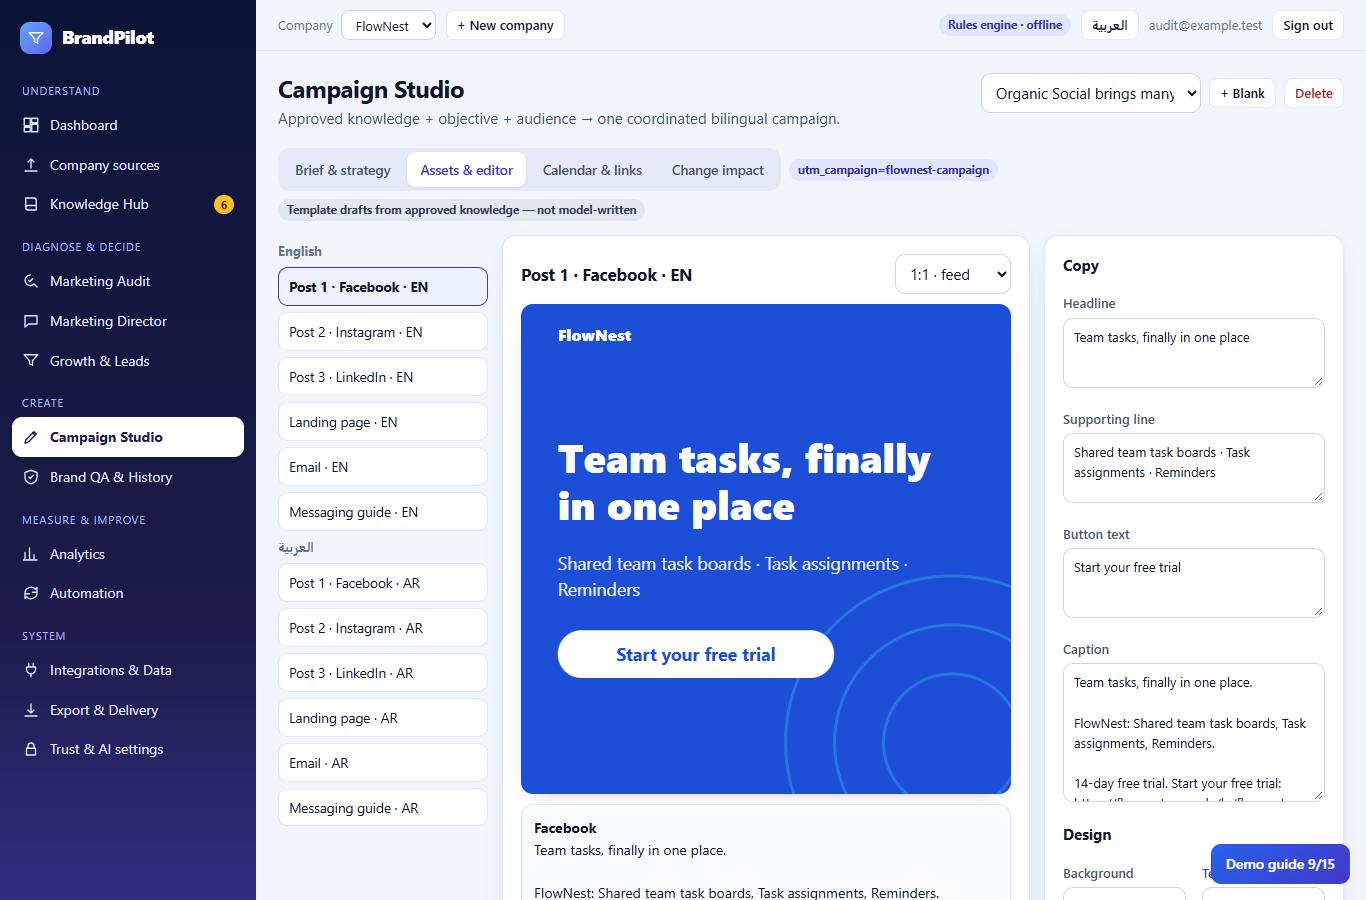 BrandPilot
UNDERSTAND
Dashboard
Company sources
Knowledge Hub
6
DIAGNOSE & DECIDE
Marketing Audit
Marketing Director
Growth & Leads
CREATE
Campaign Studio
Brand QA & History
MEASURE & IMPROVE
Analytics
Automation
SYSTEM
Integrations & Data
Export & Delivery
Trust & AI settings
Company
FlowNest
+ New company
Rules engine · offline
العربية
audit@example.test
Sign out
Campaign Studio
Approved knowledge + objective + audience → one coordinated bilingual campaign.
Organic Social brings many
+ Blank
Delete
Brief & strategy
Assets & editor
Calendar & links
Change impact
utm_campaign=flownest-campaign
Template drafts from approved knowledge — not model-written
English
Post 1 · Facebook · EN
Post 2 · Instagram · EN
Post 3 · LinkedIn · EN
Landing page · EN
Email · EN
Messaging guide · EN
العربية
Post 1 · Facebook · AR
Post 2 · Instagram · AR
Post 3 · LinkedIn · AR
Landing page · AR
Email · AR
Messaging guide · AR
Post 1 · Facebook · EN
1:1 · feed
FlowNest
Team tasks, finally
in one place
Shared team task boards · Task assignments ·
Reminders
Start your free trial
Facebook
Team tasks, finally in one place.
FlowNest: Shared team task boards, Task assignments, Reminders.
Copy
Headline
Team tasks, finally in one place
Supporting line
Shared team task boards · Task
assignments · Reminders
Button text
Start your free trial
Caption
Team tasks, finally in one place.
FlowNest: Shared team task boards, Task
assignments, Reminders.
14-day free trial. Start your free trial:
Design
Background
Demo guide 9/15